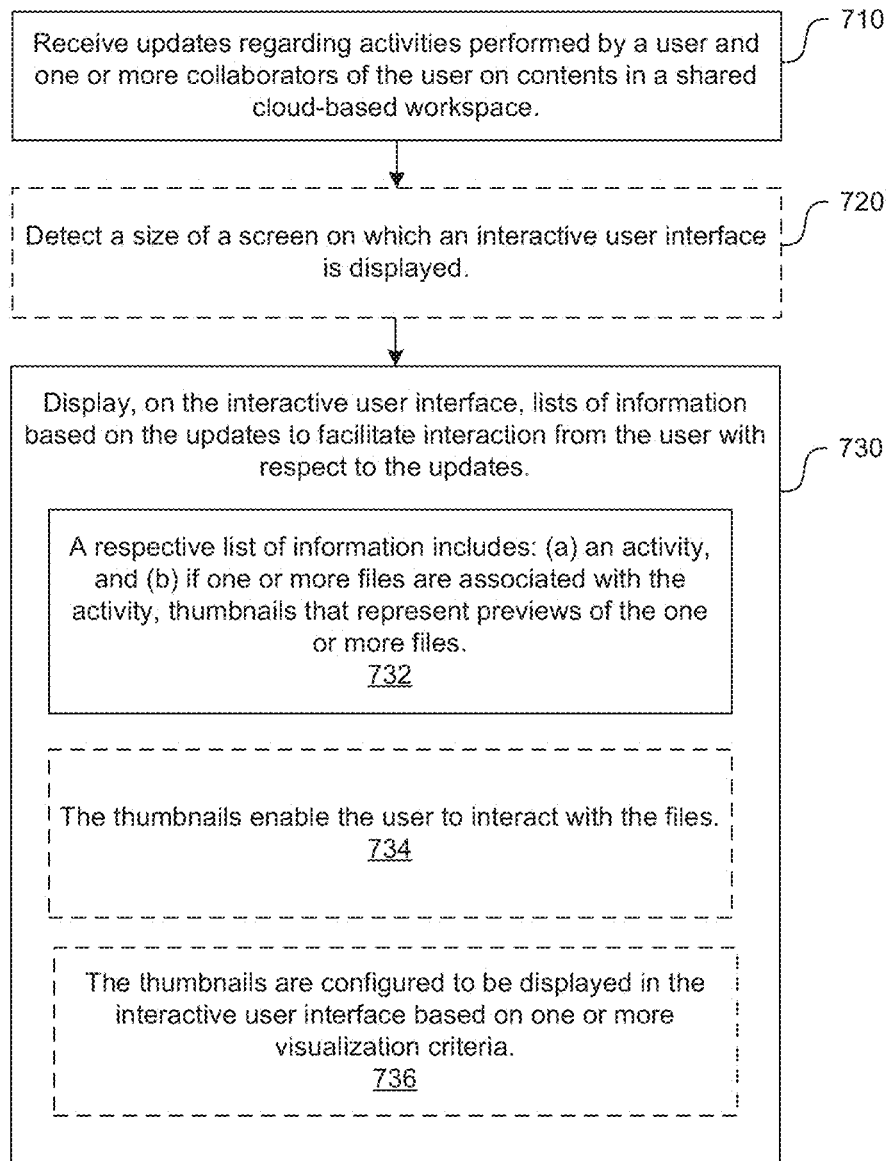 710
Receive updates regarding activities performed by a user and
one or more collaborators of the user on contents in a shared
cloud-based workspace.
720
Detect a size of a screen on which an interactive user interface
is displayed.
730
Display, on the interactive user interface, lists of information
based on the updates to facilitate interaction from the user with
respect to the updates.
A respective list of information includes: (a) an activity,
and (b) if one or more files are associated with the
activity, thumbnails that represent previews of the one
or more files.
732
The thumbnails enable the user to interact with the files.
734
The thumbnails are configured to be displayed in the
interactive user interface based on one or more
visualization criteria.
736